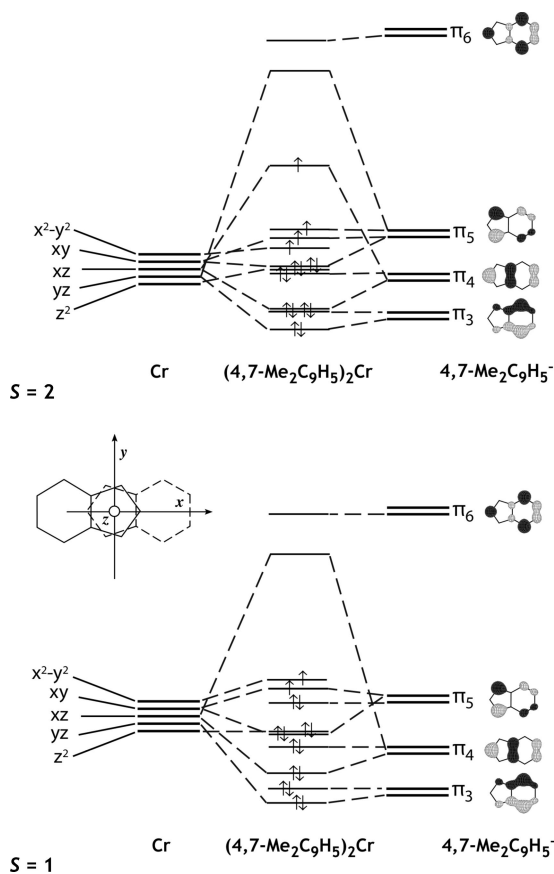 π₆
x²-y²
xy
xz
yz
z²
π₅
π₄
π₃
Cr (4,7-Me₂C₉H₅)₂Cr 4,7-Me₂C₉H₅⁻
S = 2
y
x
z
π₆
x²-y²
xy
xz
yz
z²
π₅
π₄
π₃
Cr (4,7-Me₂C₉H₅)₂Cr 4,7-Me₂C₉H₅⁻
S = 1